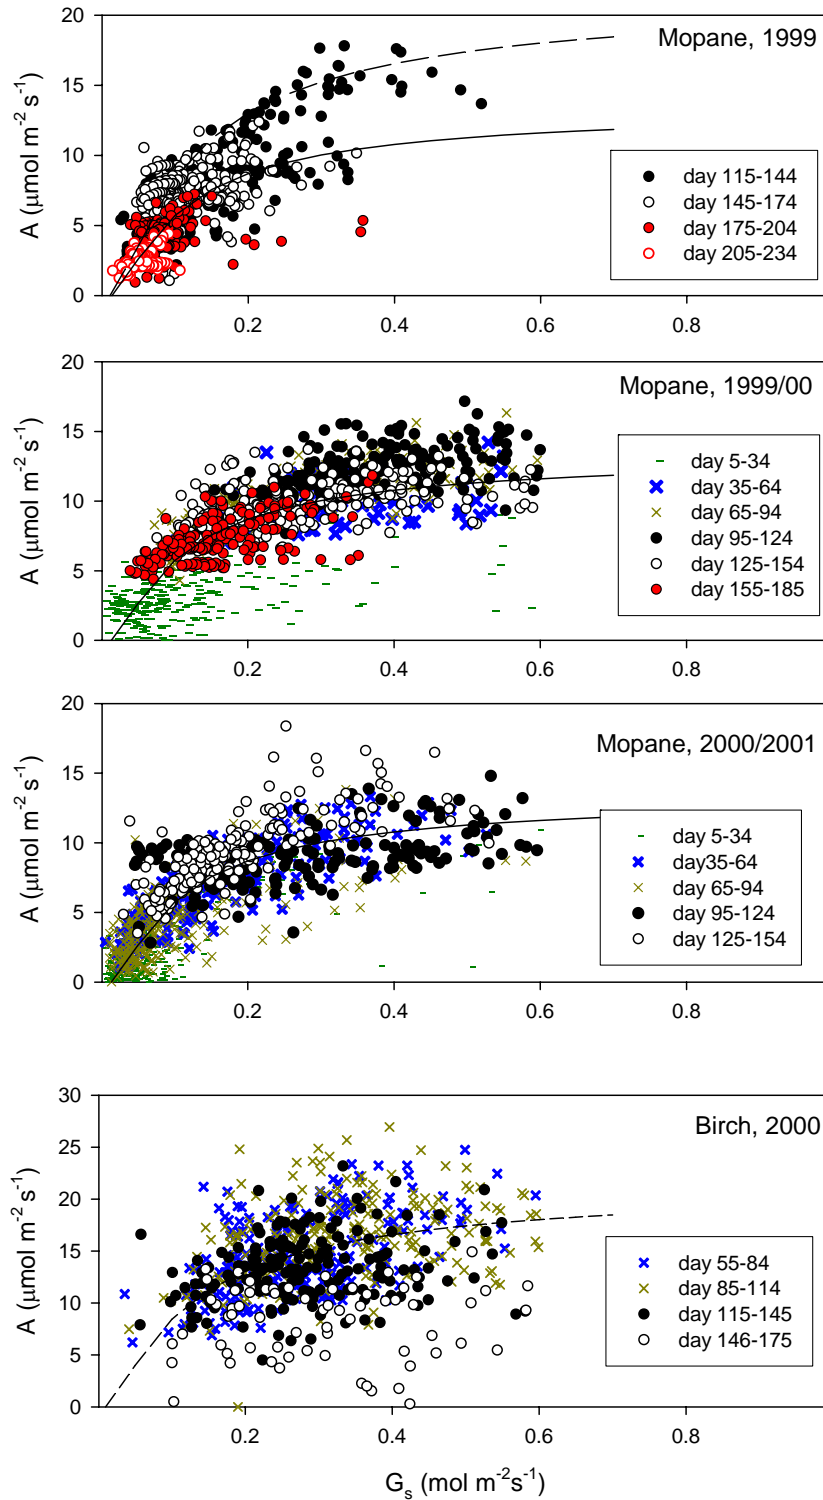 20
Mopane, 1999
15
10
5
0
A (μmol m⁻² s⁻¹)
day 115-144
day 145-174
day 175-204
day 205-234
0.2 0.4 0.6 0.8
20
Mopane, 1999/00
15
10
5
0
A (μmol m⁻² s⁻¹)
day 5-34
day 35-64
day 65-94
day 95-124
day 125-154
day 155-185
0.2 0.4 0.6 0.8
20
Mopane, 2000/2001
15
10
5
0
A (μmol m⁻² s⁻¹)
day 5-34
day35-64
day 65-94
day 95-124
day 125-154
0.2 0.4 0.6 0.8
30
Birch, 2000
25
20
15
10
5
0
A (μmol m⁻² s⁻¹)
day 55-84
day 85-114
day 115-145
day 146-175
0.2 0.4 0.6 0.8
Gₛ (mol m⁻²s⁻¹)